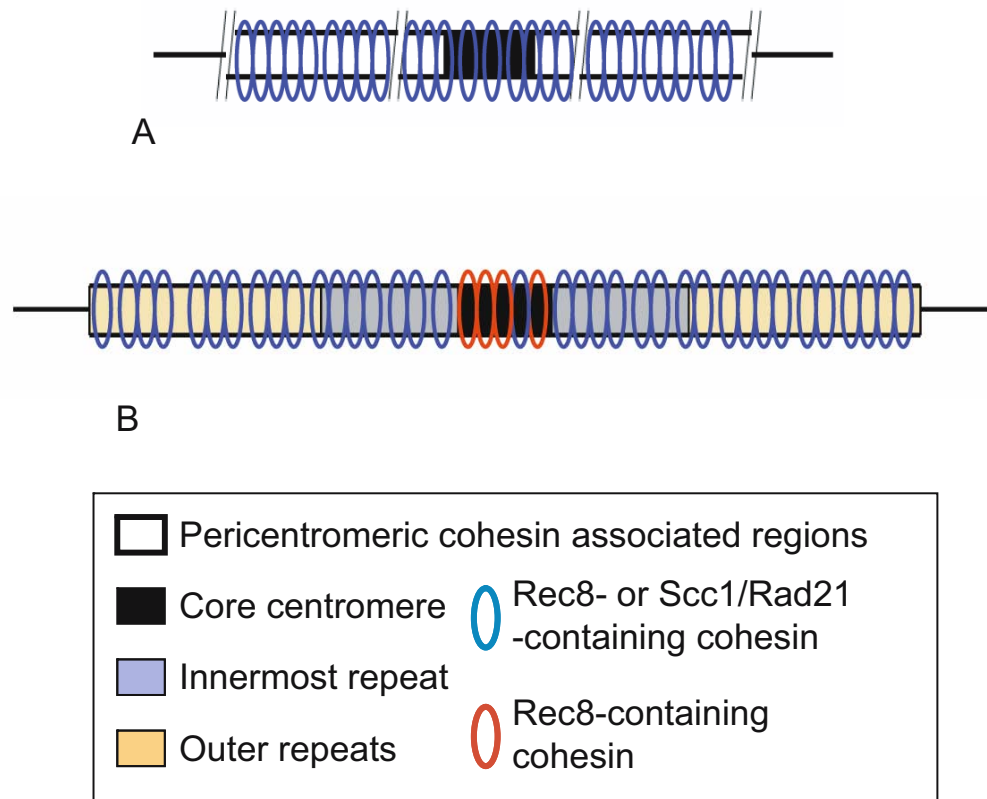 A
B
Pericentromeric cohesin associated regions
Core centromere
Innermost repeat
Outer repeats
Rec8- or Scc1/Rad21
-containing cohesin
Rec8-containing
cohesin